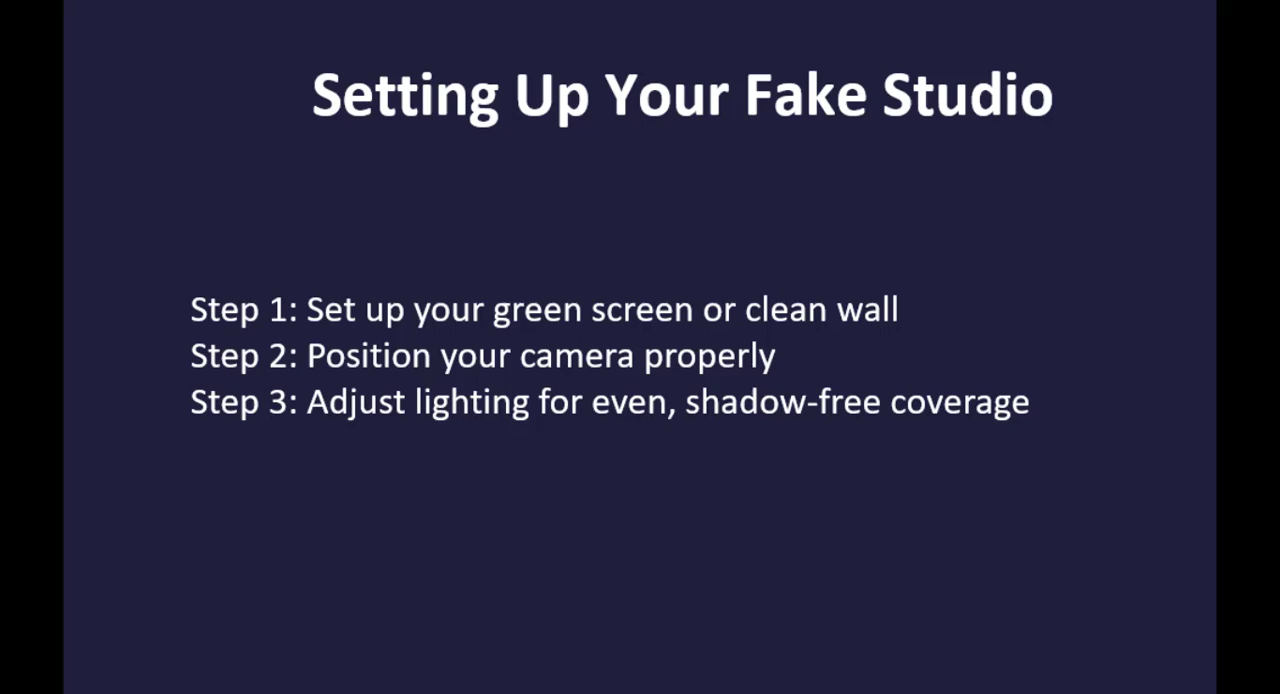 Setting Up Your Fake Studio
Step 1: Set up your green screen or clean wall
Step 2: Position your camera properly
Step 3: Adjust lighting for even, shadow-free coverage